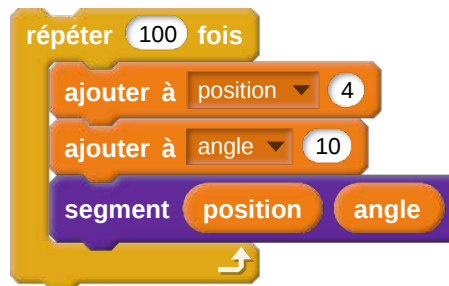 répéter 100 fois
ajouter à position 4
ajouter à angle 10
segment position angle